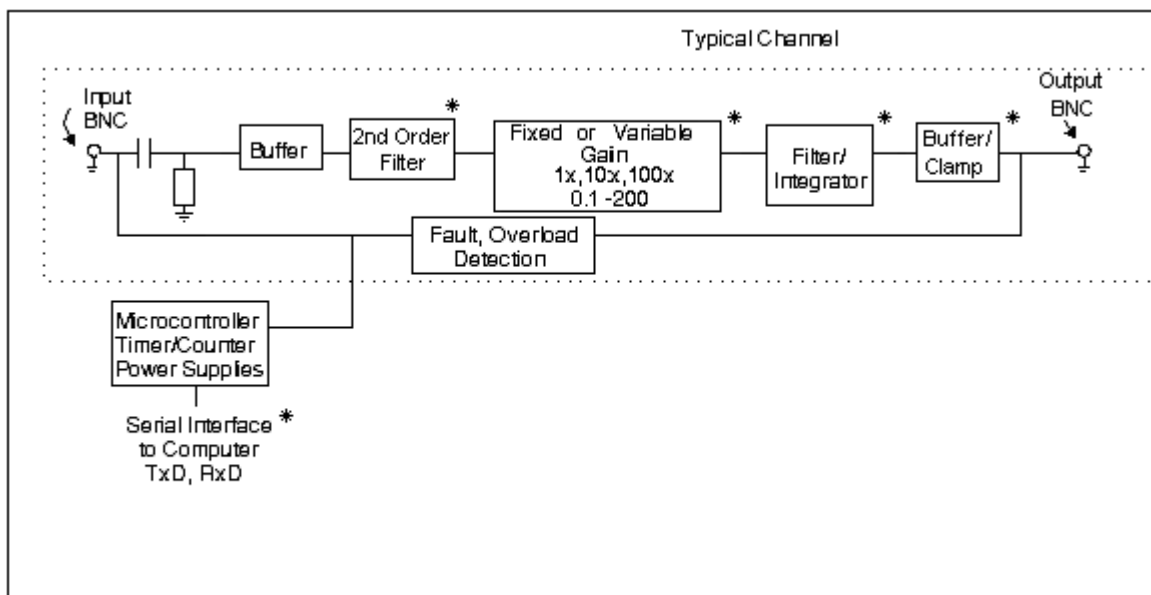 Typical Channel
Input
BNC
Buffer
*
2nd Order
Filter
*
Fixed or Variable
Gain
1x,10x,100x
0.1 -200
*
Filter/
Integrator
*
Buffer/
Clamp
Output
BNC
Fault, Overload
Detection
Microcontroller
Timer/Counter
Power Supplies
Serial Interface *
to Computer
TxD, RxD